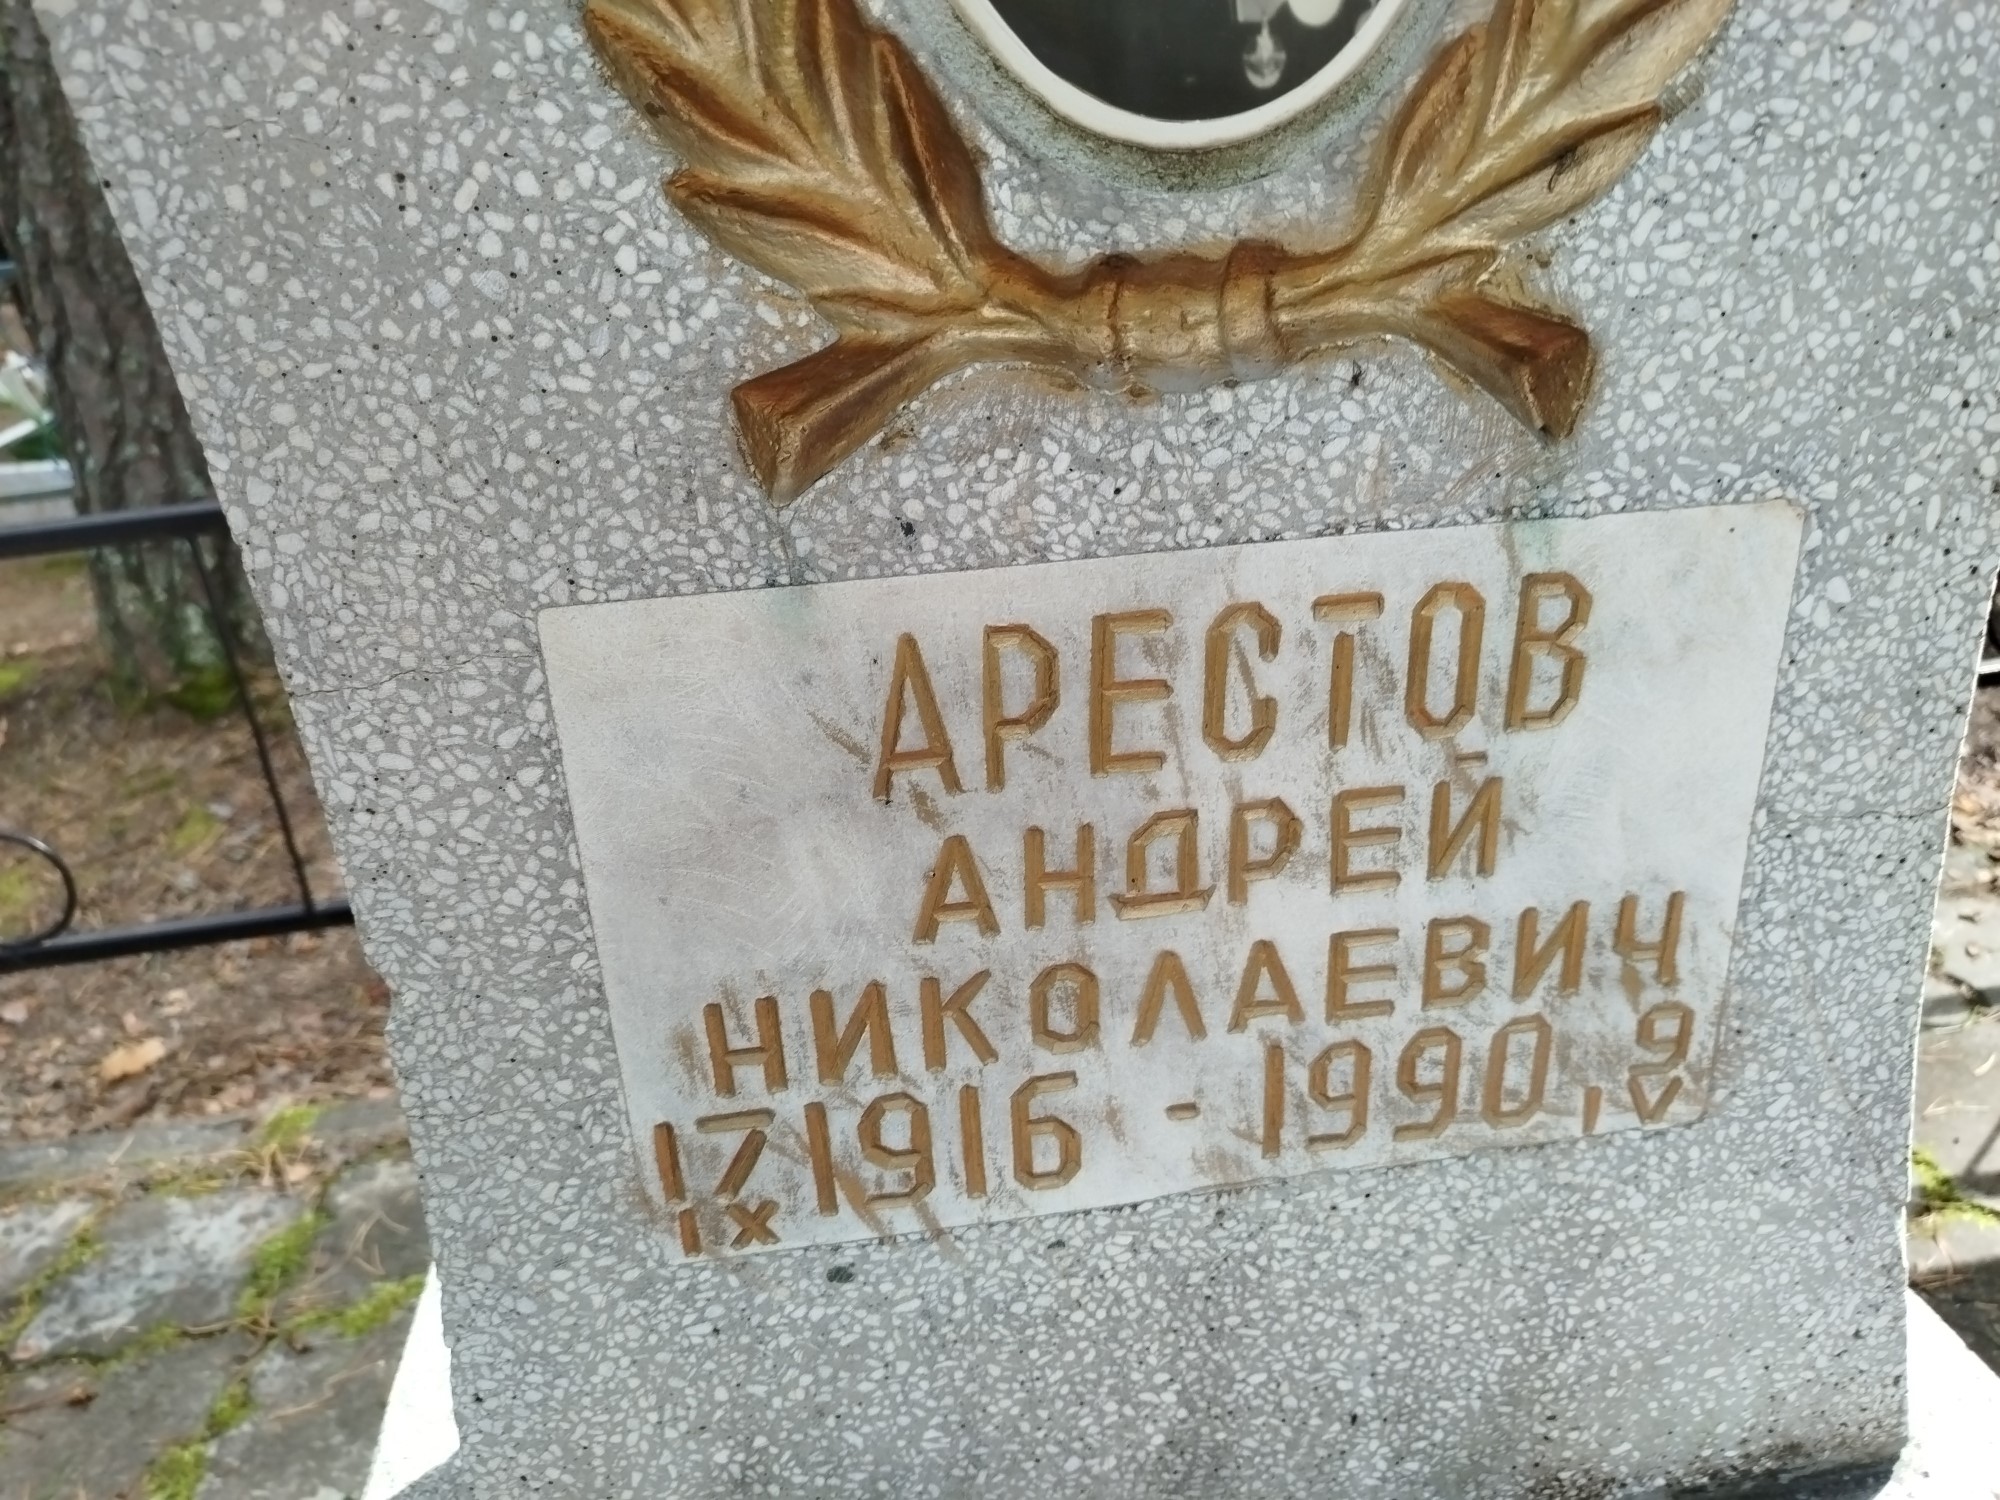 АРЕСТОВ
АНДРЕЙ
НИКОЛАЕВИЧ
17 1916 - 1990, 9
IX V